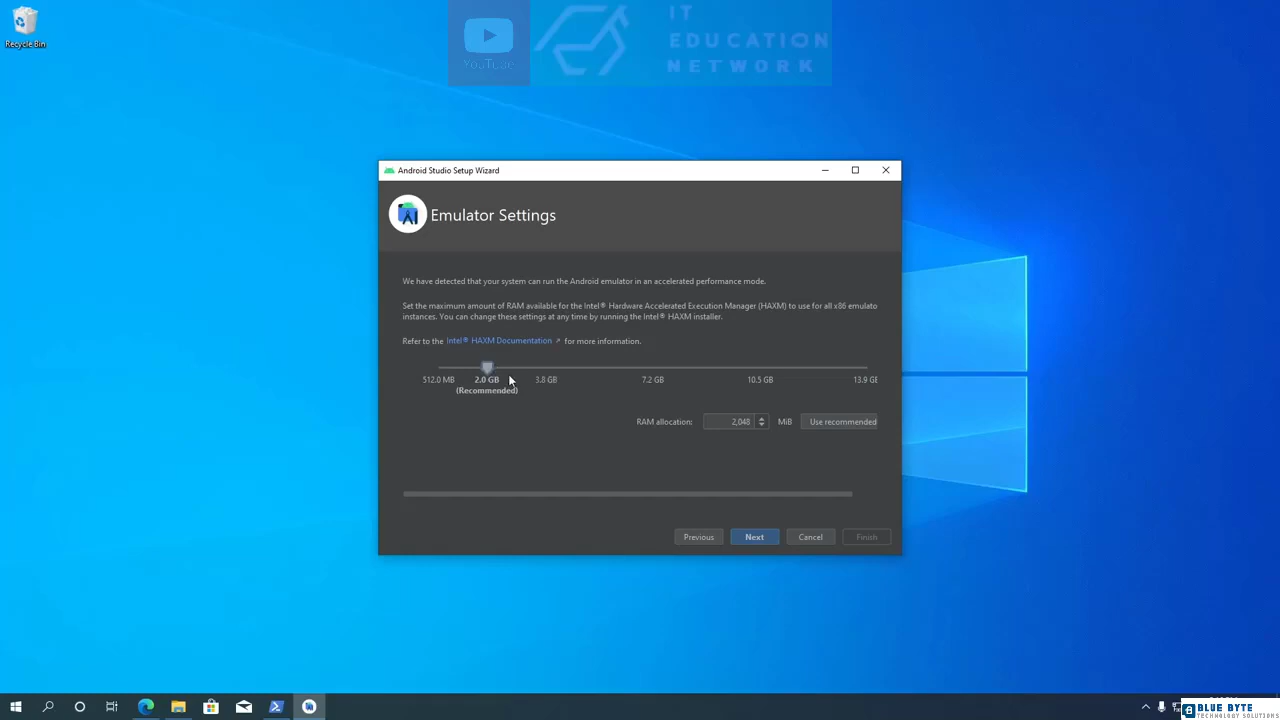 Recycle Bin
YouTube
IT
EDUCATION
NETWORK
Android Studio Setup Wizard
Emulator Settings
We have detected that your system can run the Android emulator in an accelerated performance mode.
Set the maximum amount of RAM available for the Intel® Hardware Accelerated Execution Manager (HAXM) to use for all x86 emulato
instances. You can change these settings at any time by running the Intel® HAXM installer.
Refer to the Intel® HAXM Documentation ↗ for more information.
512.0 MB 2.0 GB 3.8 GB 7.2 GB 10.5 GB 13.9 GE
(Recommended)
RAM allocation: 2,048 MiB Use recommended
Previous Next Cancel Finish
BLUE BYTE
TECHNOLOGY SOLUTIONS